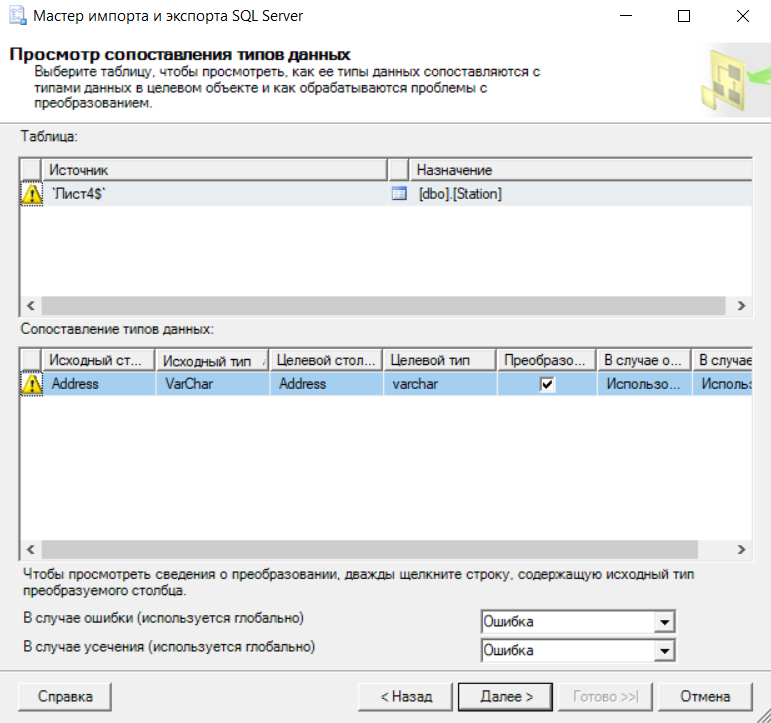 Мастер импорта и экспорта SQL Server
Просмотр сопоставления типов данных
Выберите таблицу, чтобы просмотреть, как ее типы данных сопоставляются с
типами данных в целевом объекте и как обрабатываются проблемы с
преобразованием.
Таблица:
Источник Назначение
`Лист4$` [dbo].[Station]
Сопоставление типов данных:
Исходный ст... Исходный тип Целевой стол... Целевой тип Преобразо... В случае о... В случае
Address VarChar Address varchar Использо... Использ
Чтобы просмотреть сведения о преобразовании, дважды щелкните строку, содержащую исходный тип
преобразуемого столбца.
В случае ошибки (используется глобально) Ошибка
В случае усечения (используется глобально) Ошибка
Справка < Назад Далее > Готово >>| Отмена